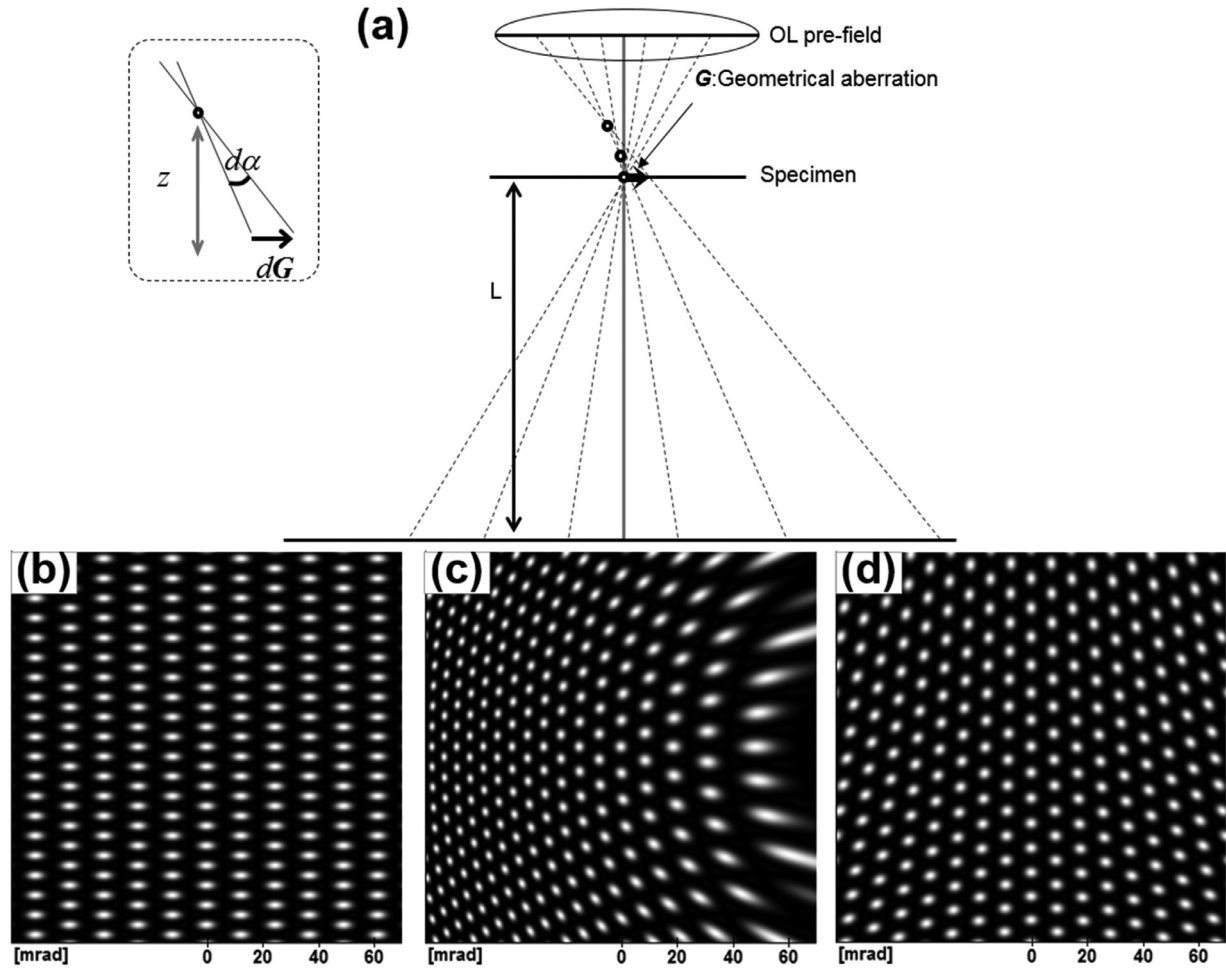 (a)
OL pre-field
G:Geometrical aberration
dα
z
dG
Specimen
L
(b)
(c)
(d)
[mrad] 0 20 40 60
[mrad] 0 20 40 60
[mrad] 0 20 40 60